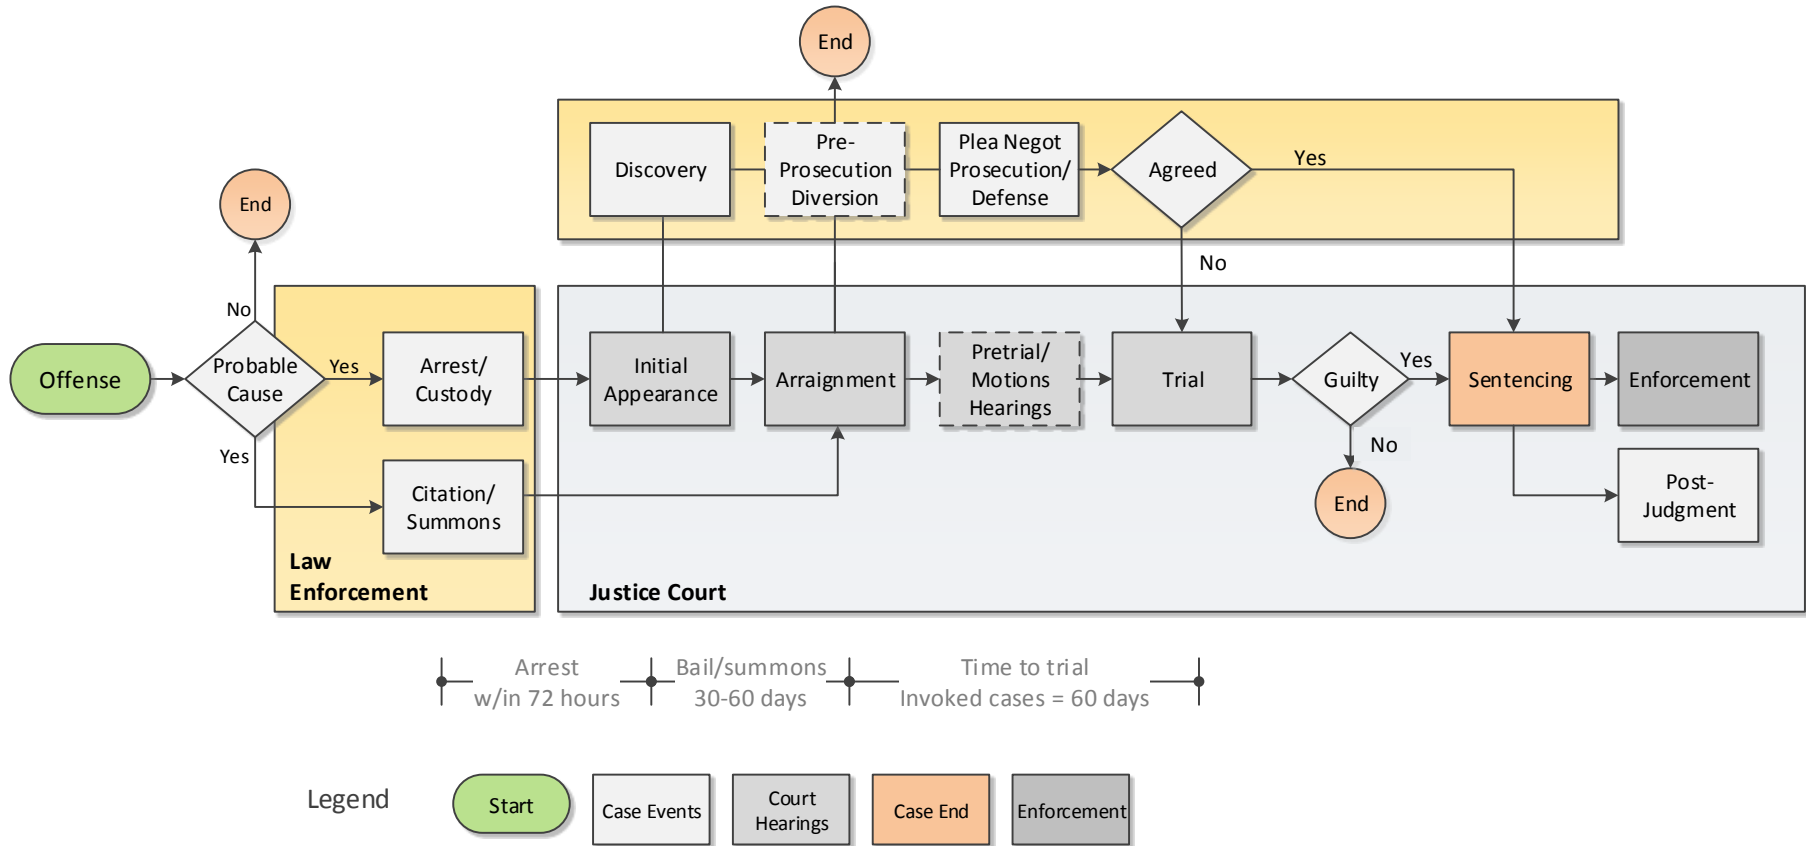 End
Discovery
Pre-
Prosecution
Diversion
Plea Negot
Prosecution/
Defense
Agreed
Yes
End
No
No
Offense
Probable
Cause
Yes
Yes
Arrest/
Custody
Citation/
Summons
Law
Enforcement
Initial
Appearance
Arraignment
Pretrial/
Motions
Hearings
Trial
Guilty
Yes
No
End
Sentencing
Enforcement
Post-
Judgment
Justice Court
Arrest
w/in 72 hours
Bail/summons
30-60 days
Time to trial
Invoked cases = 60 days
Legend
Start
Case Events
Court
Hearings
Case End
Enforcement